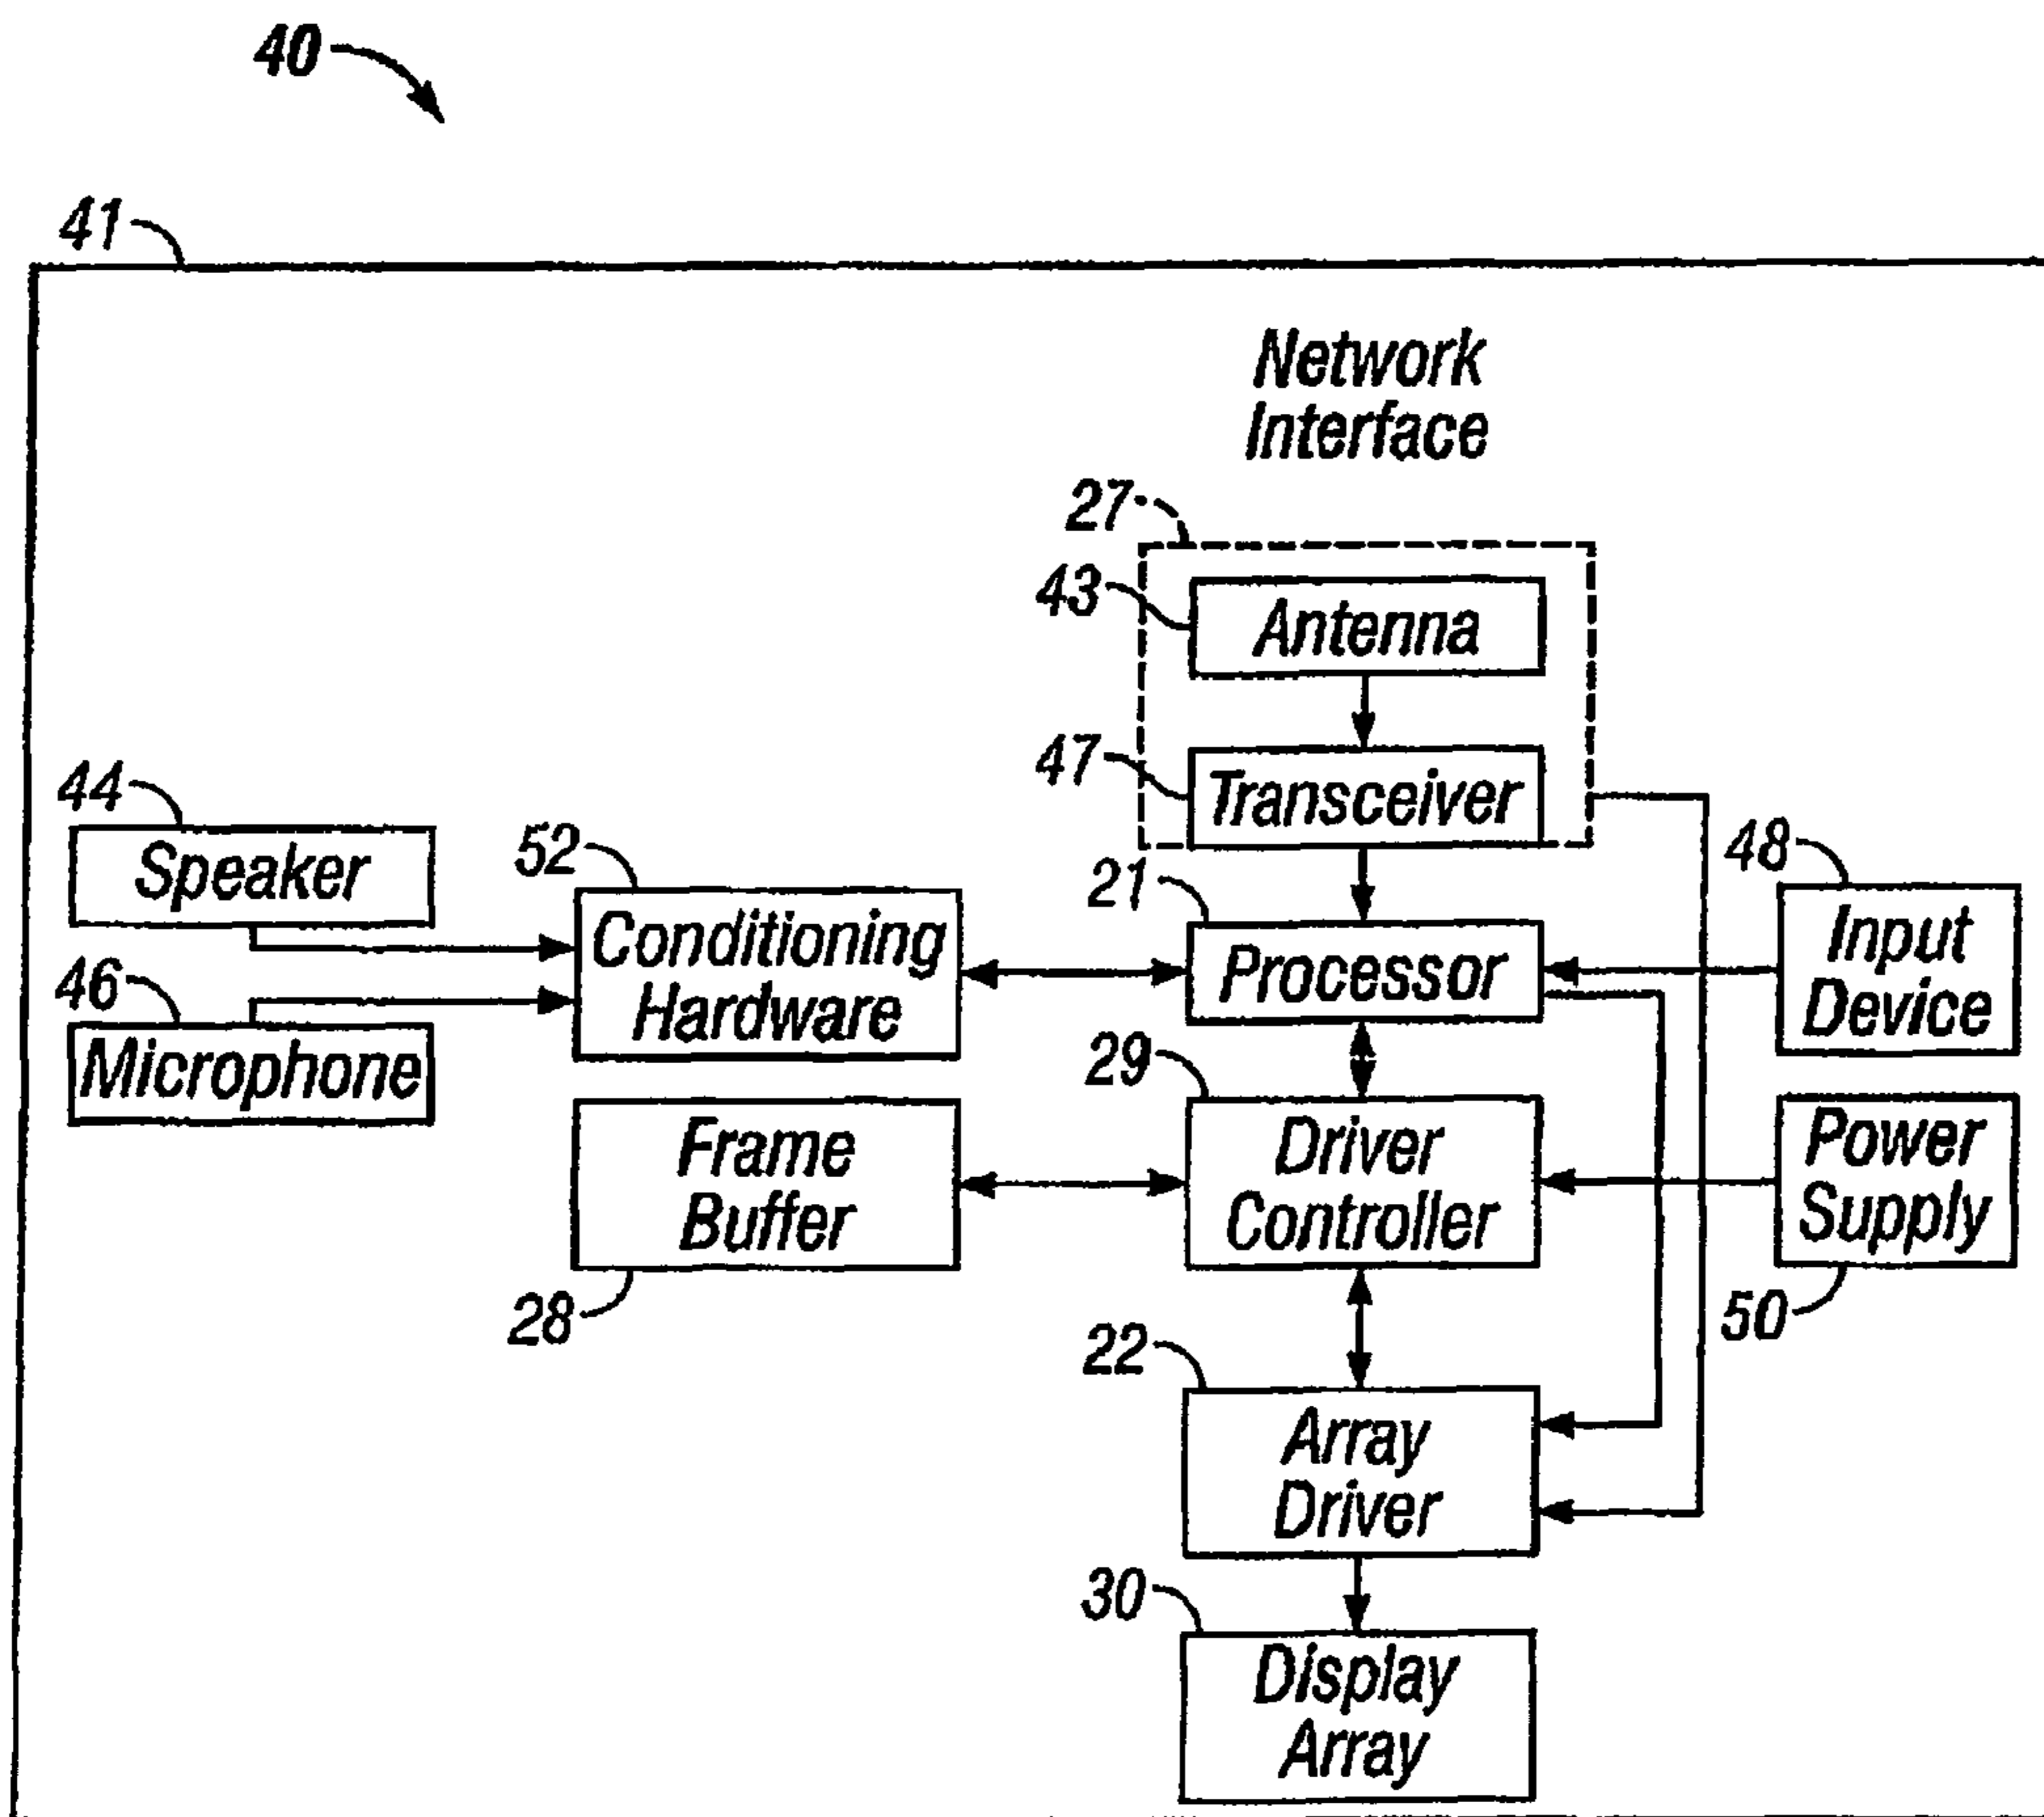 40
41
Network
Interface
27
43
Antenna
47
Transceiver
44
Speaker
52
Conditioning
Hardware
21
Processor
48
Input
Device
46
Microphone
29
Driver
Controller
Frame
Buffer
28
Power
Supply
50
22
Array
Driver
30
Display
Array